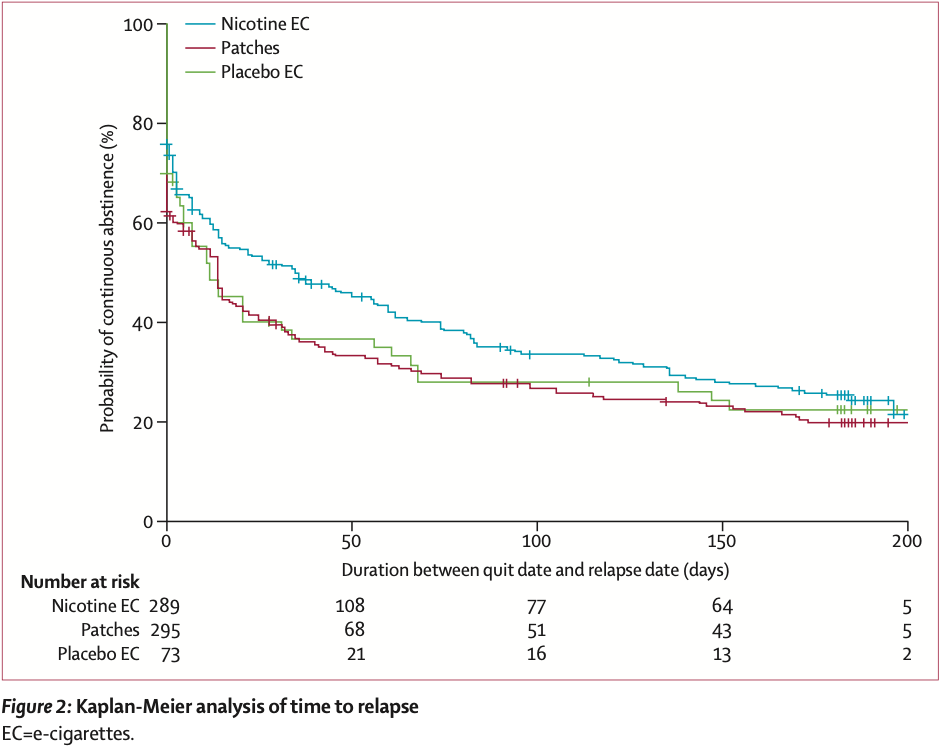 100
80
60
40
20
0
Probability of continuous abstinence (%)
Nicotine EC
Patches
Placebo EC
0 50 100 150 200
Duration between quit date and relapse date (days)
Number at risk
Nicotine EC 289 108 77 64 5
Patches 295 68 51 43 5
Placebo EC 73 21 16 13 2
Figure 2: Kaplan-Meier analysis of time to relapse
EC=e-cigarettes.